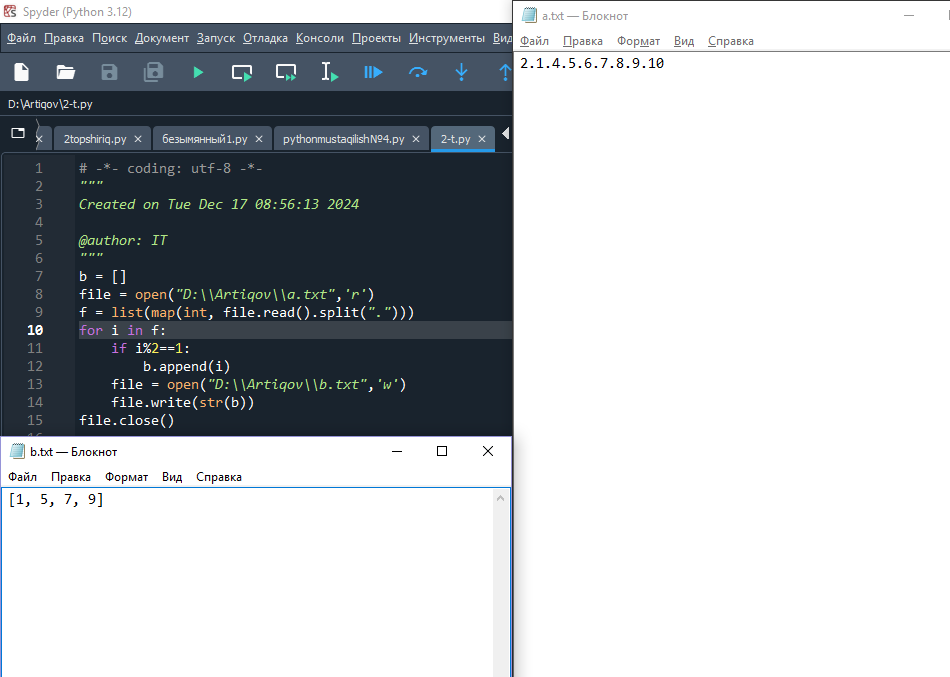 Spyder (Python 3.12)
Файл Правка Поиск Документ Запуск Отладка Консоли Проекты Инструменты Вид
D:\Artiqov\2-t.py
2topshiriq.py безымянный1.py pythonmustaqilish№4.py 2-t.py
1 # -*- coding: utf-8 -*-
2 """
3 Created on Tue Dec 17 08:56:13 2024
4
5 @author: IT
6 """
7 b = []
8 file = open("D:\\Artiqov\\a.txt",'r')
9 f = list(map(int, file.read().split(".")))
10 for i in f:
11 if i%2==1:
12 b.append(i)
13 file = open("D:\\Artiqov\\b.txt",'w')
14 file.write(str(b))
15 file.close()
b.txt — Блокнот
Файл Правка Формат Вид Справка
[1, 5, 7, 9]
a.txt — Блокнот
Файл Правка Формат Вид Справка
2.1.4.5.6.7.8.9.10